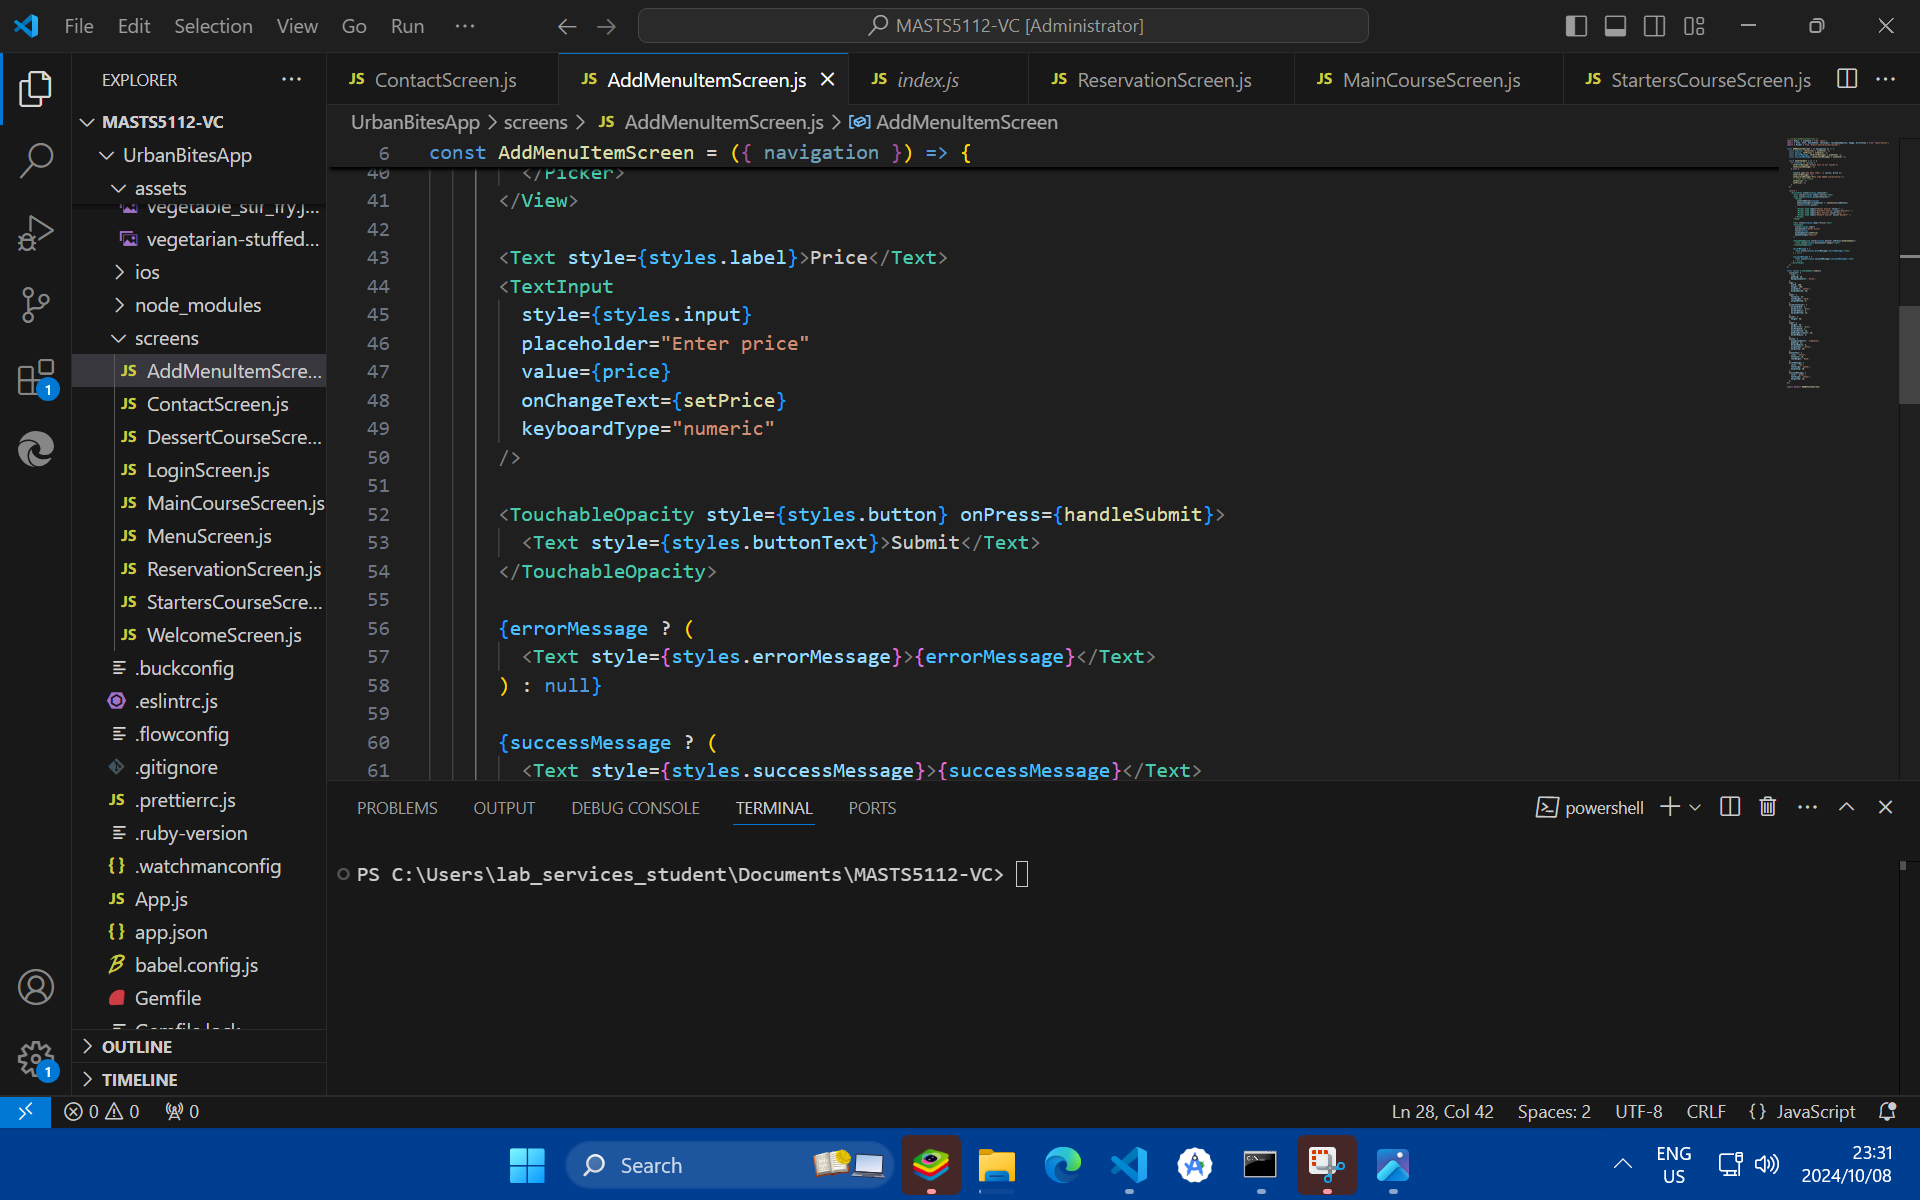 File Edit Selection View Go Run ···
MASTS5112-VC [Administrator]
EXPLORER
JS ContactScreen.js
JS AddMenuItemScreen.js
JS index.js
JS ReservationScreen.js
JS MainCourseScreen.js
JS StartersCourseScreen.js
UrbanBitesApp > screens > JS AddMenuItemScreen.js > AddMenuItemScreen
MASTS5112-VC
UrbanBitesApp
assets
vegetable_stir_fry.j...
vegetarian-stuffed...
ios
node_modules
screens
JS AddMenuItemScre...
JS ContactScreen.js
JS DessertCourseScre...
JS LoginScreen.js
JS MainCourseScreen.js
JS MenuScreen.js
JS ReservationScreen.js
JS StartersCourseScre...
JS WelcomeScreen.js
.buckconfig
.eslintrc.js
.flowconfig
.gitignore
JS .prettierrc.js
.ruby-version
{} .watchmanconfig
JS App.js
{} app.json
babel.config.js
Gemfile
Gemfile.lock
OUTLINE
TIMELINE
6 const AddMenuItemScreen = ({ navigation }) => {
40 </Picker>
41 </View>
42
43 <Text style={styles.label}>Price</Text>
44 <TextInput
45 style={styles.input}
46 placeholder="Enter price"
47 value={price}
48 onChangeText={setPrice}
49 keyboardType="numeric"
50 />
51
52 <TouchableOpacity style={styles.button} onPress={handleSubmit}>
53 <Text style={styles.buttonText}>Submit</Text>
54 </TouchableOpacity>
55
56 {errorMessage ? (
57 <Text style={styles.errorMessage}>{errorMessage}</Text>
58 ) : null}
59
60 {successMessage ? (
61 <Text style={styles.successMessage}>{successMessage}</Text>
PROBLEMS OUTPUT DEBUG CONSOLE TERMINAL PORTS
powershell
PS C:\Users\lab_services_student\Documents\MASTS5112-VC>
1
1
0 0 0
Ln 28, Col 42 Spaces: 2 UTF-8 CRLF {} JavaScript
Search
ENG
US
23:31
2024/10/08